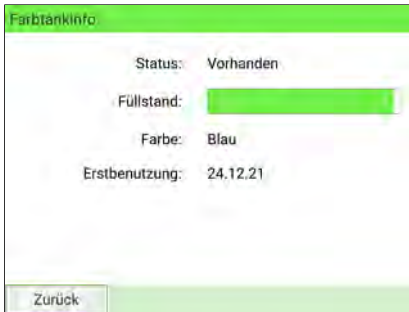 Farbtankinfo
Status: Vorhanden
Füllstand:
Farbe: Blau
Erstbenutzung: 24.12.21
Zurück